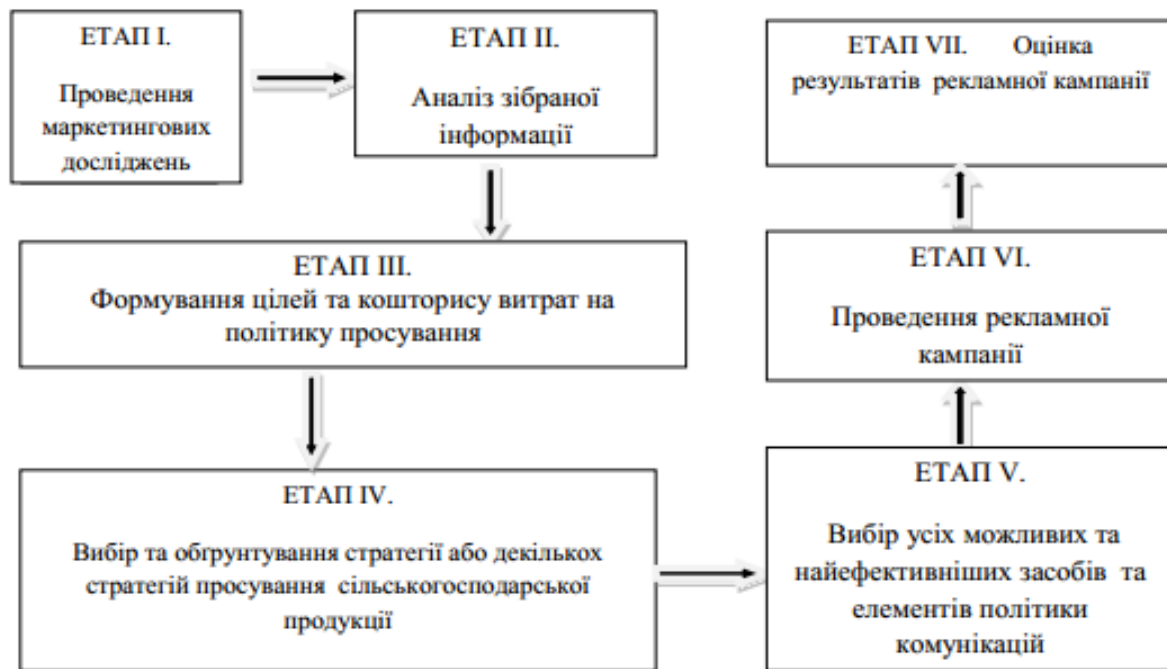 ЕТАП I.
Проведення
маркетингових
досліджень
ЕТАП II.
Аналіз зібраної
інформації
ЕТАП III.
Формування цілей та кошторису витрат на
політику просування
ЕТАП IV.
Вибір та обґрунтування стратегії або декількох
стратегій просування сільськогосподарської
продукції
ЕТАП V.
Вибір усіх можливих та
найефективніших засобів та
елементів політики
комунікацій
ЕТАП VI.
Проведення рекламної
кампанії
ЕТАП VII. Оцінка
результатів рекламної кампанії